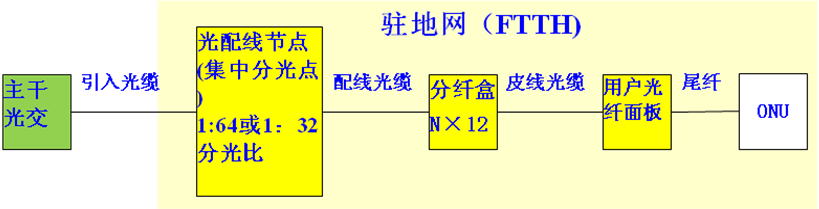 驻地网（FTTH)
主干
光交
引入光缆
光配线节点
(集中分光点
)
1:64或1：32
分光比
配线光缆
分纤盒
N×12
皮线光缆
用户光
纤面板
尾纤
ONU